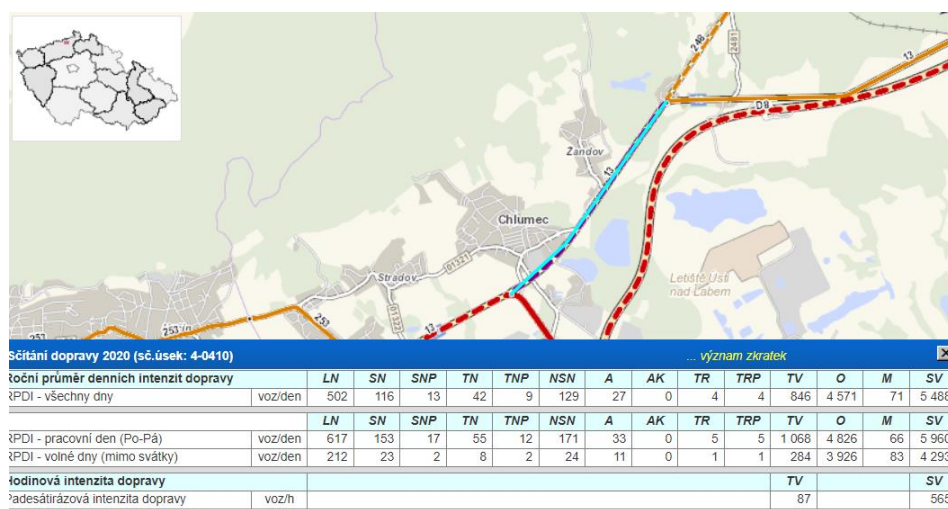 248
2481
13
D8
Žandov
13
Chlumec
01321
Stradov
Letiště Ústí
nad Labem
253
253
253
01322
13
Sčítání dopravy 2020 (sč.úsek: 4-0410) ... význam zkratek
Roční průměr denních intenzit dopravy LN SN SNP TN TNP NSN A AK TR TRP TV O M SV
RPDI - všechny dny voz/den 502 116 13 42 9 129 27 0 4 4 846 4 571 71 5 488
LN SN SNP TN TNP NSN A AK TR TRP TV O M SV
RPDI - pracovní den (Po-Pá) voz/den 617 153 17 55 12 171 33 0 5 5 1 068 4 826 66 5 960
RPDI - volné dny (mimo svátky) voz/den 212 23 2 8 2 24 11 0 1 1 284 3 926 83 4 293
Hodinová intenzita dopravy TV SV
Padesátirázová intenzita dopravy voz/h 87 565